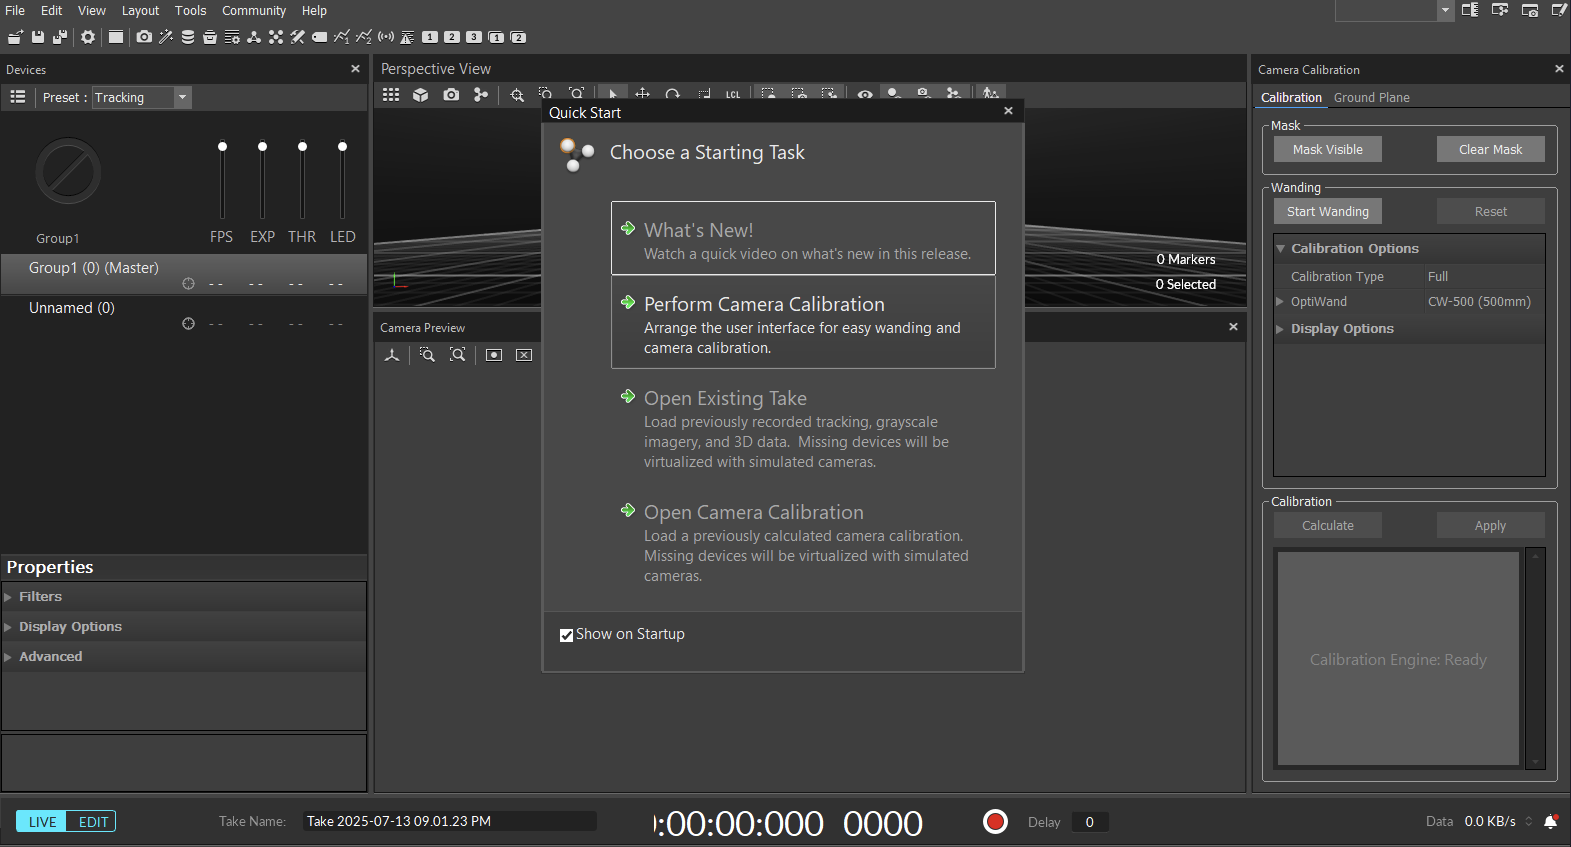 File Edit View Layout Tools Community Help
1 2 3 1 2
Devices
Preset : Tracking
Group1
FPS EXP THR LED
Group1 (0) (Master)
-- -- -- --
Unnamed (0)
-- -- -- --
Properties
Filters
Display Options
Advanced
Perspective View
LCL
0 Markers
0 Selected
Camera Preview
Quick Start
Choose a Starting Task
What's New!
Watch a quick video on what's new in this release.
Perform Camera Calibration
Arrange the user interface for easy wanding and
camera calibration.
Open Existing Take
Load previously recorded tracking, grayscale
imagery, and 3D data.  Missing devices will be
virtualized with simulated cameras.
Open Camera Calibration
Load a previously calculated camera calibration.
Missing devices will be virtualized with simulated
cameras.
Show on Startup
Camera Calibration
Calibration Ground Plane
Mask
Mask Visible Clear Mask
Wanding
Start Wanding Reset
Calibration Options
Calibration Type Full
OptiWand CW-500 (500mm)
Display Options
Calibration
Calculate Apply
Calibration Engine: Ready
LIVE EDIT Take Name: Take 2025-07-13 09.01.23 PM :00:00:000 0000 Delay 0 Data 0.0 KB/s